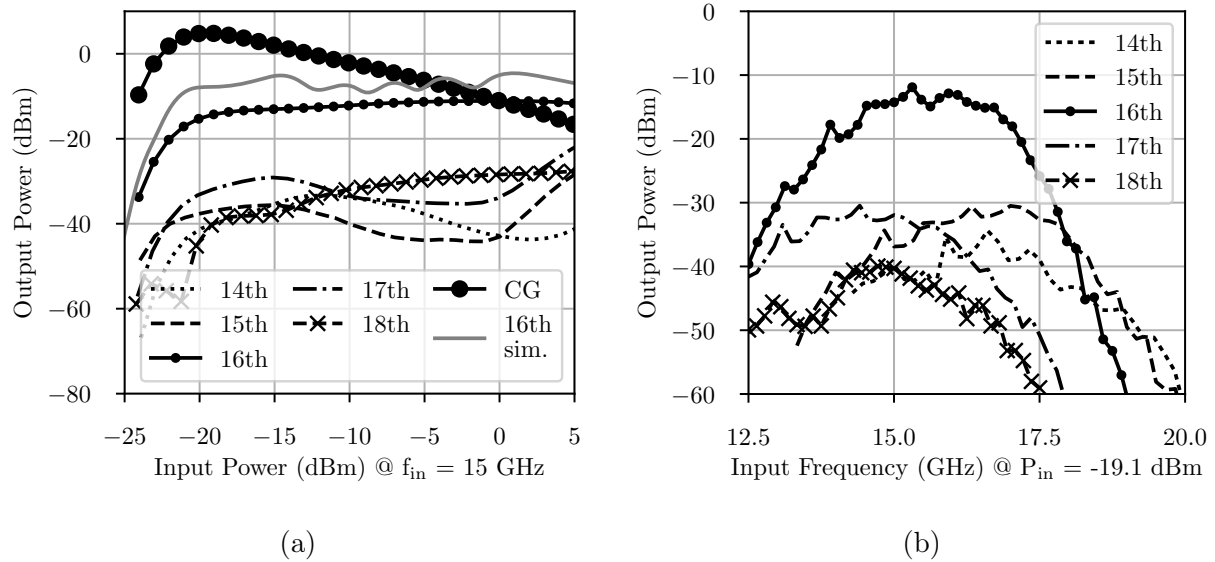 0
−20
−40
−60
−80
Output Power (dBm)
14th
15th
16th
17th
18th
CG
16th
sim.
−25 −20 −15 −10 −5 0 5
Input Power (dBm) @ f_in = 15 GHz
(a)
0
−10
−20
−30
−40
−50
−60
Output Power (dBm)
14th
15th
16th
17th
18th
12.5 15.0 17.5 20.0
Input Frequency (GHz) @ P_in = -19.1 dBm
(b)